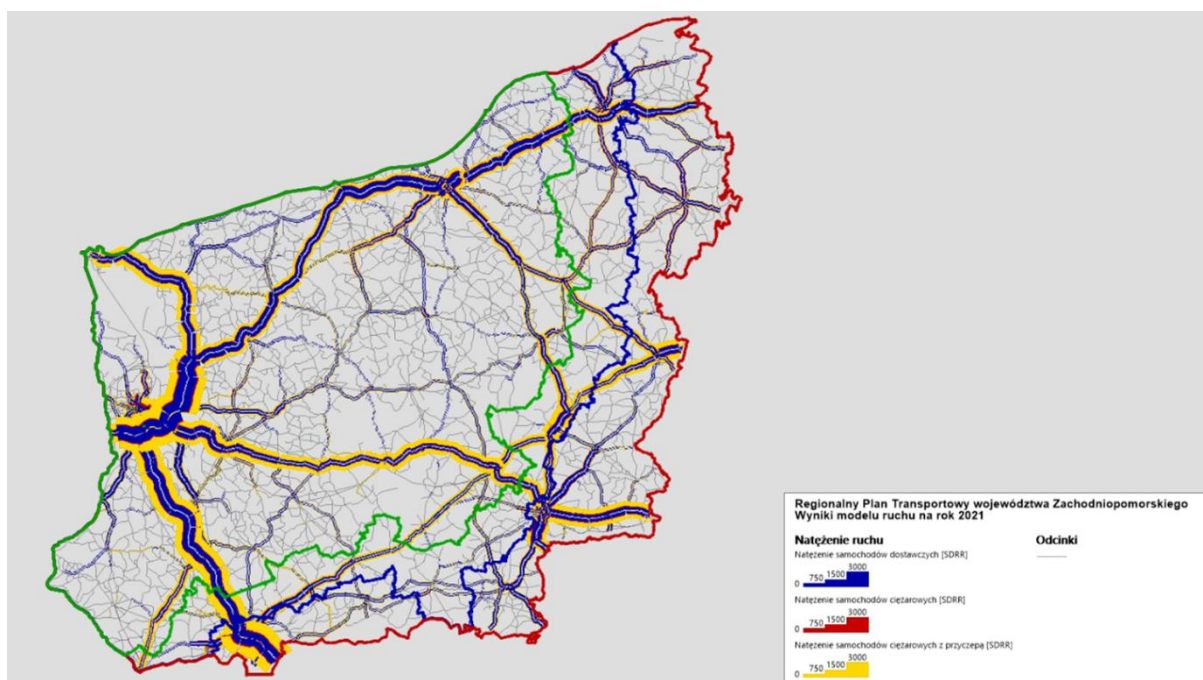 Regionalny Plan Transportowy województwa Zachodniopomorskiego
Wyniki modelu ruchu na rok 2021
Natężenie ruchu
Odcinki
Natężenie samochodów dostawczych [SDRR]
0 750 1500 3000
Natężenie samochodów ciężarowych [SDRR]
0 750 1500 3000
Natężenie samochodów ciężarowych z przyczepą [SDRR]
0 750 1500 3000